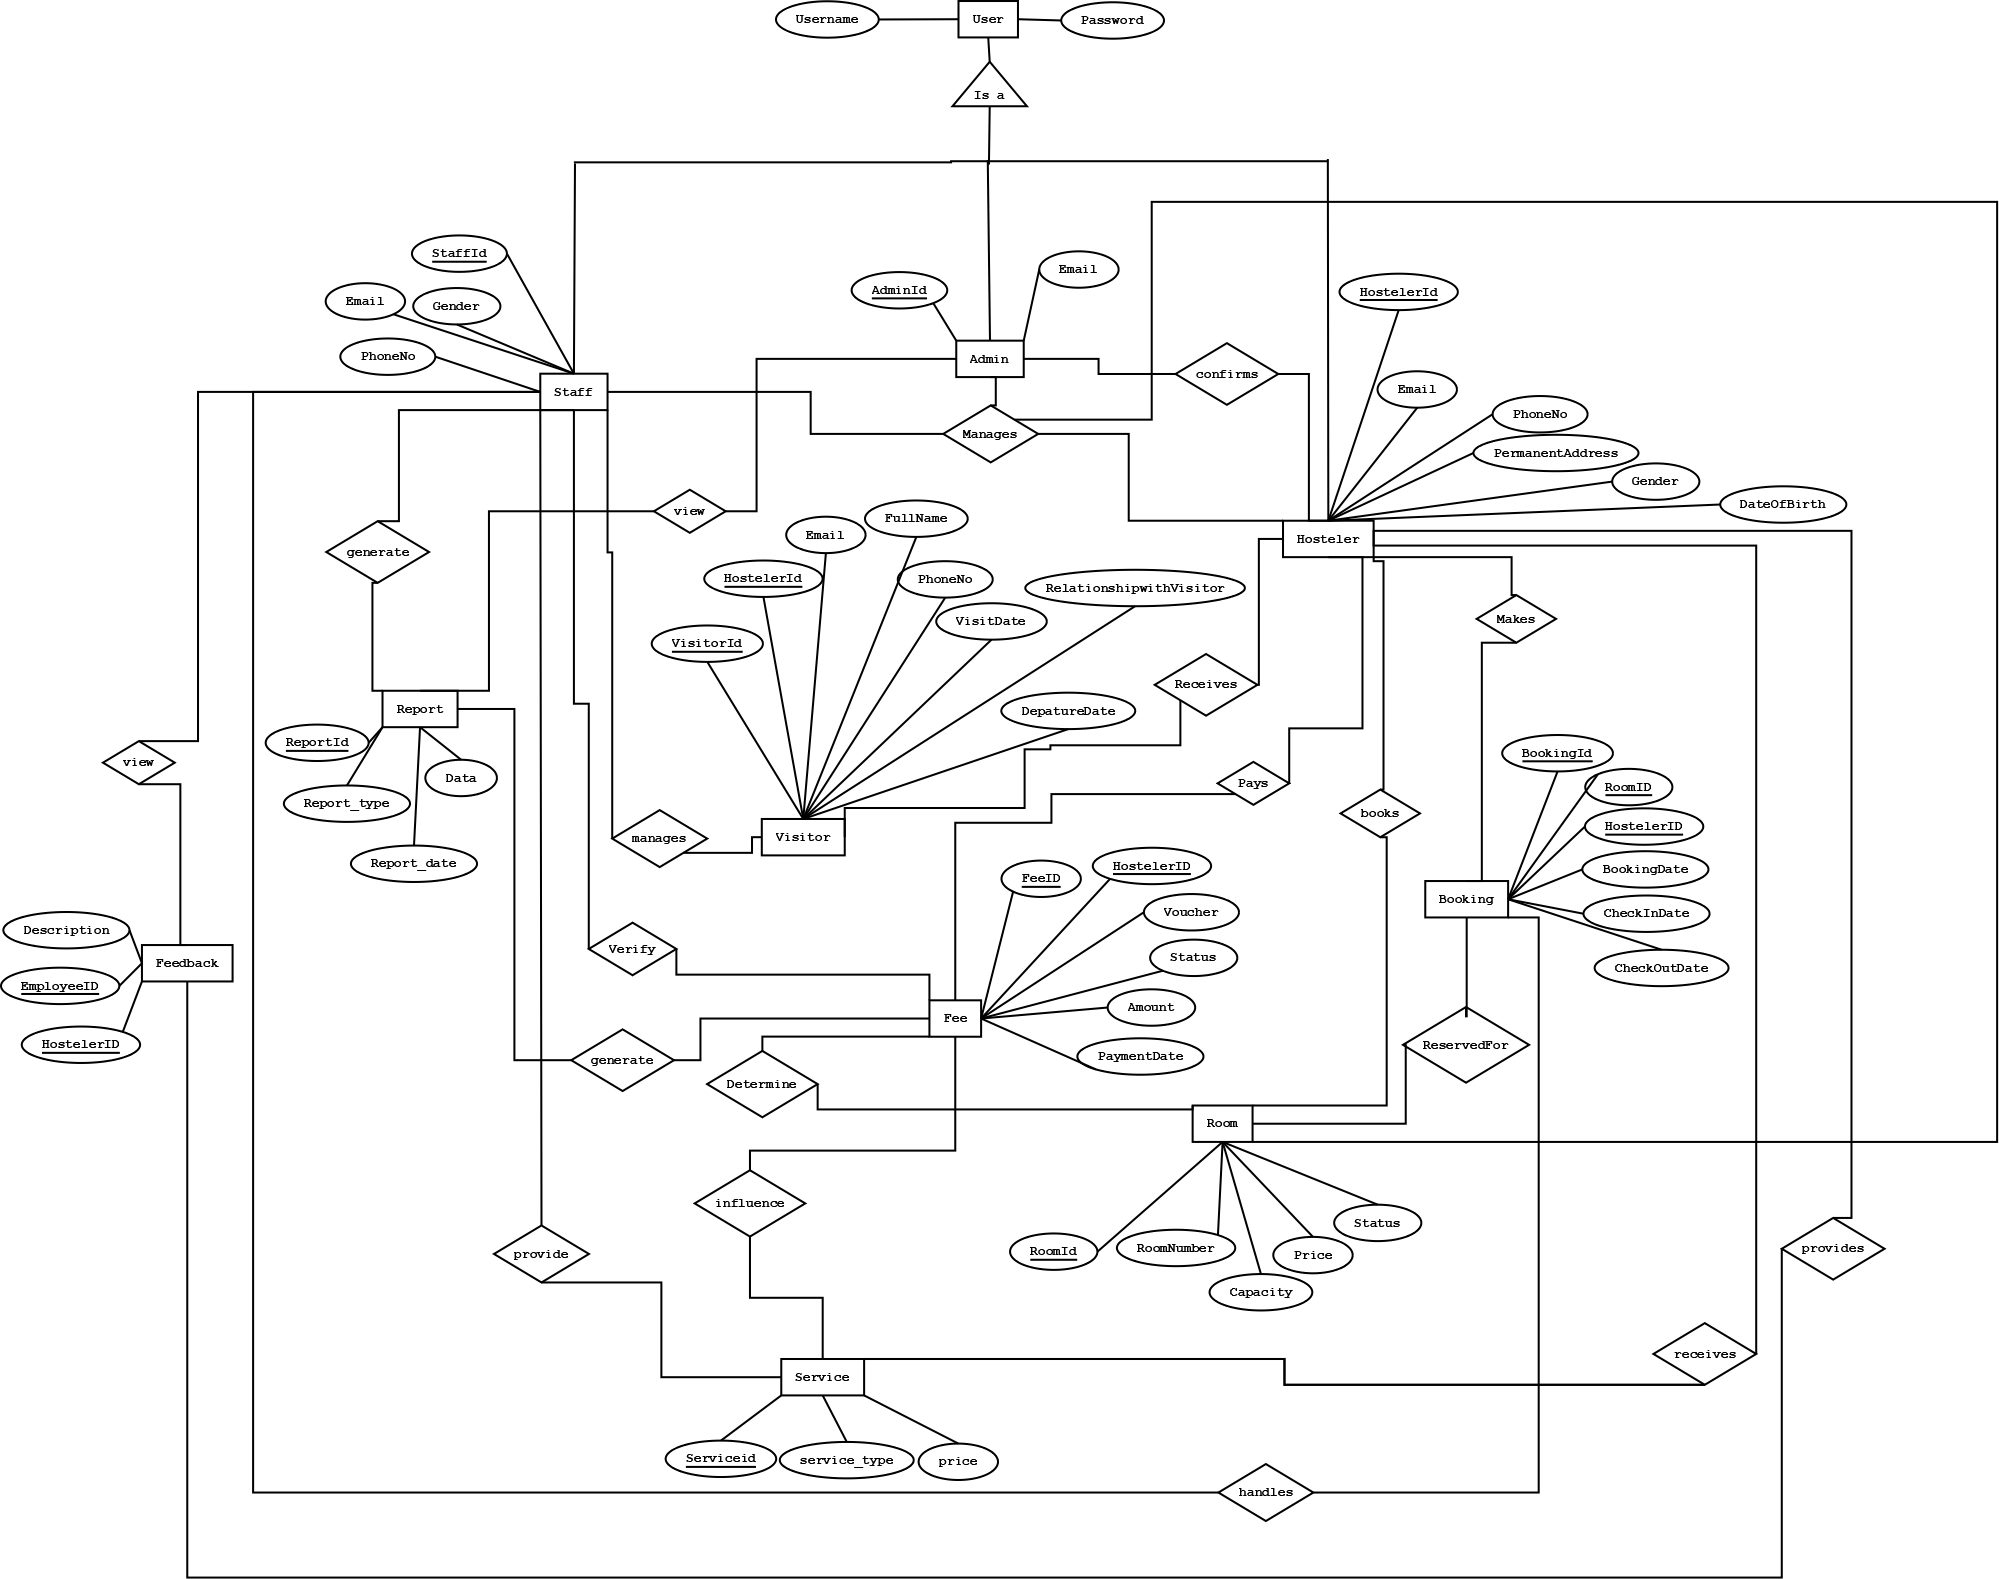 Username
User
Password
Is a
StaffId
Email
Gender
PhoneNo
Staff
AdminId
Email
Admin
confirms
Manages
HostelerId
Email
PhoneNo
PermanentAddress
Gender
DateOfBirth
Hosteler
view
generate
FullName
Email
HostelerId
PhoneNo
RelationshipwithVisitor
VisitDate
VisitorId
Makes
Receives
DepatureDate
Report
ReportId
Data
Report_type
Report_date
view
manages
Visitor
Pays
books
BookingId
RoomID
HostelerID
BookingDate
CheckInDate
CheckOutDate
Booking
FeeID
HostelerID
Voucher
Status
Amount
PaymentDate
Description
Feedback
EmployeeID
HostelerID
Verify
Fee
generate
Determine
ReservedFor
Room
influence
provide
RoomId
RoomNumber
Capacity
Price
Status
provides
receives
Service
Serviceid
service_type
price
handles